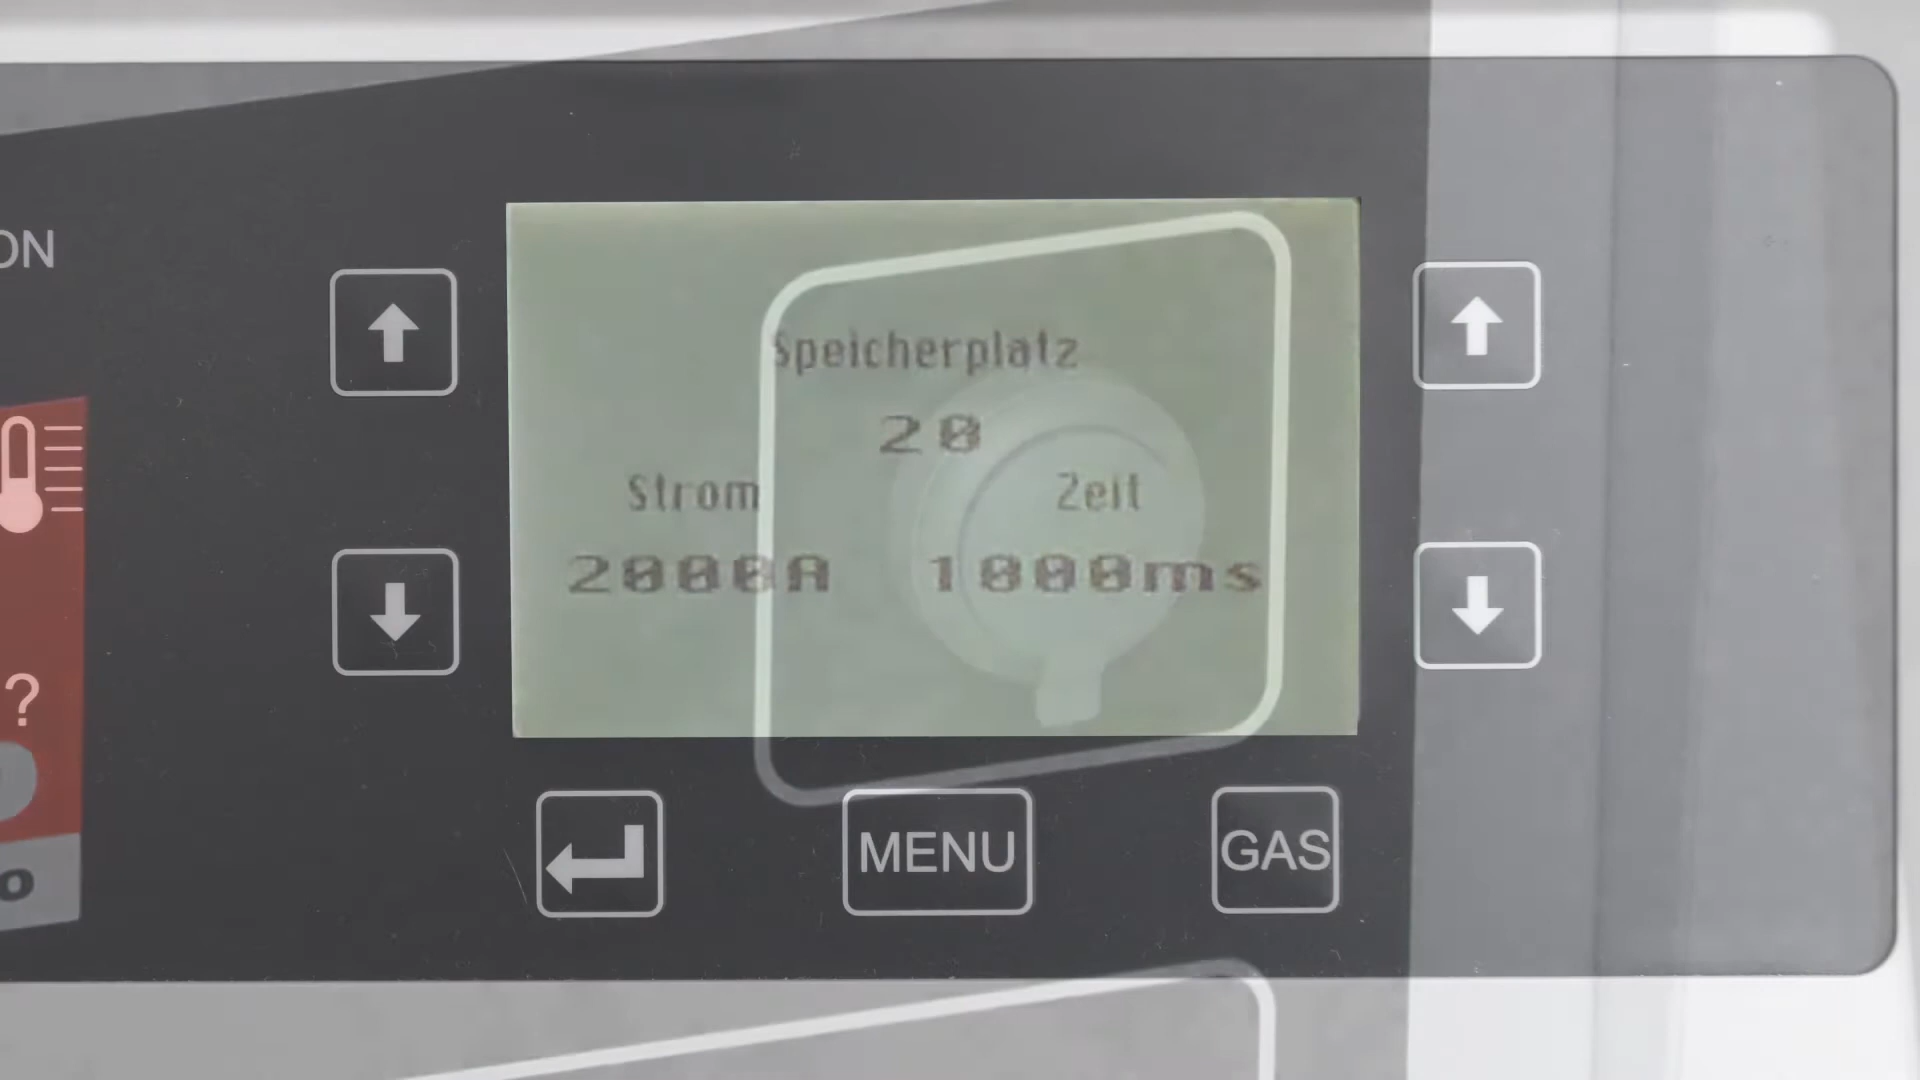 ON
Speicherplatz
20
Strom Zeit
2000A 1000ms
?
MENU GAS